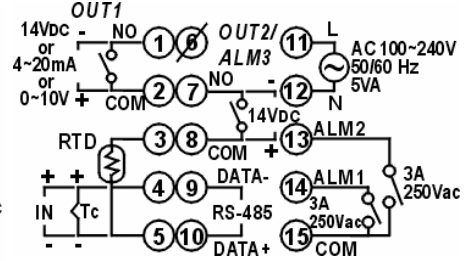 OUT1
OUT2/
ALM3
14VDC
or
4~20mA
or
0~10V
-
+
NO
COM
1
6
2
7
NO
COM
-
+
14VDC
11
12
L
N
AC 100~240V
50/60 Hz
5VA
RTD
3
8
13
ALM2
+ +
IN
Tc
- -
4
9
DATA-
RS-485
5
10
DATA+
14
ALM1
3A
250Vac
15
COM
3A
250Vac
c